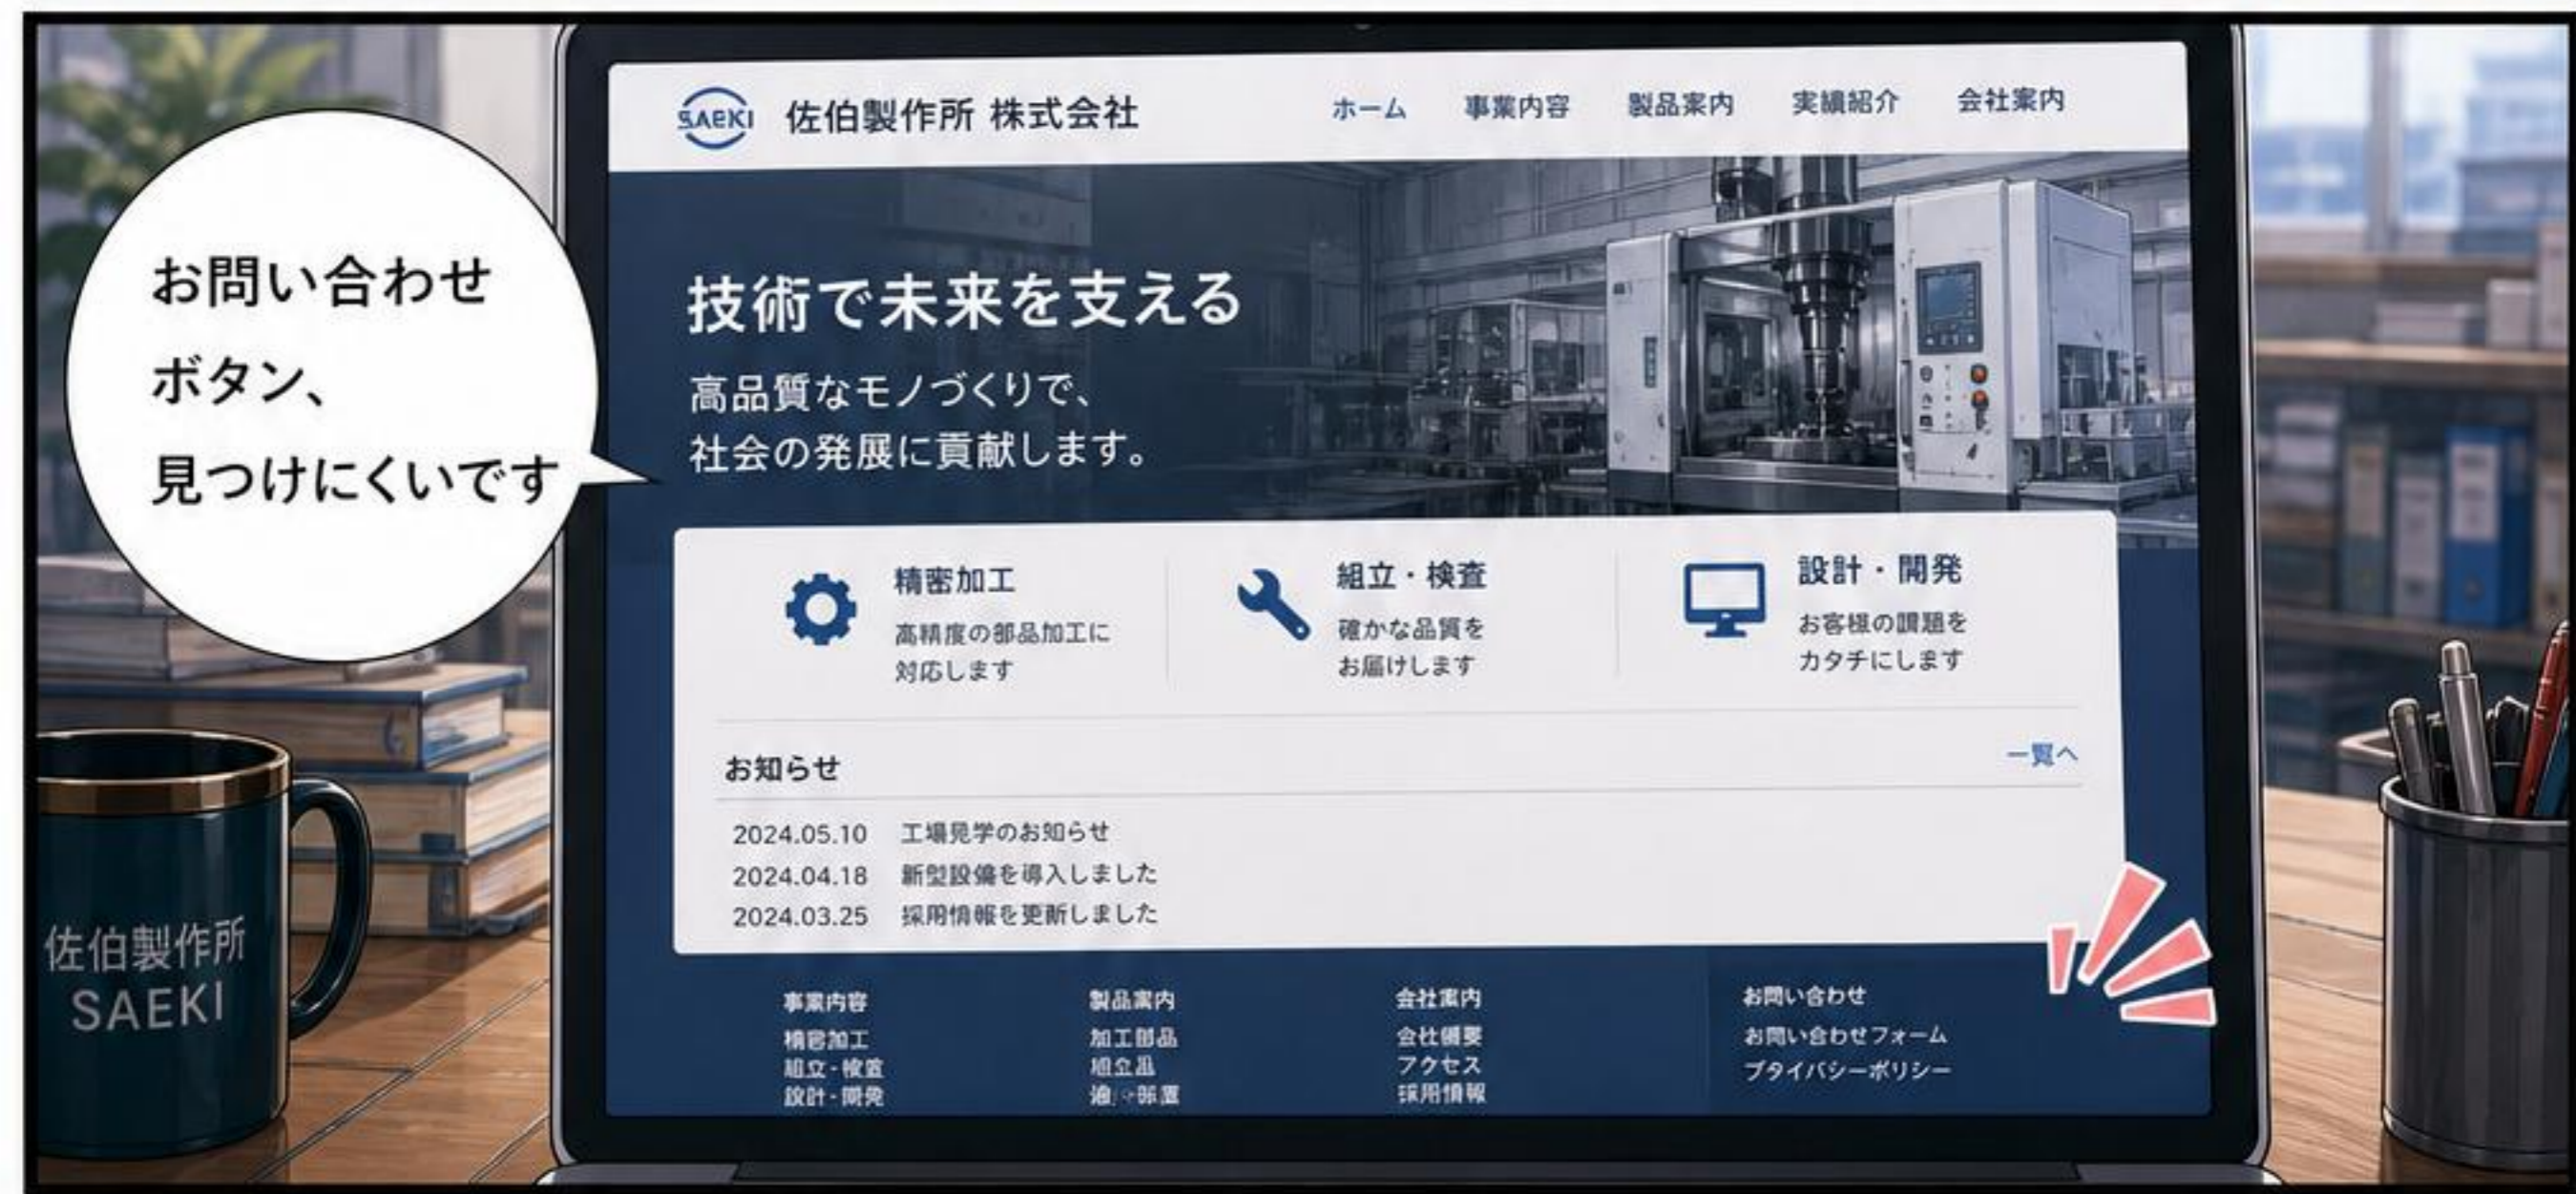 お問い合わせ
ボタン、
見つけにくいです
SAEKI
佐伯製作所 株式会社
ホーム 事業内容 製品案内 実績紹介 会社案内
技術で未来を支える
高品質なモノづくりで、
社会の発展に貢献します。
精密加工
高精度の部品加工に
対応します
組立・検査
確かな品質を
お届けします
設計・開発
お客様の課題を
カタチにします
お知らせ
一覧へ
2024.05.10 工場見学のお知らせ
2024.04.18 新型設備を導入しました
2024.03.25 採用情報を更新しました
事業内容
精密加工
組立・検査
設計・開発
製品案内
加工部品
組立品
会社案内
会社概要
アクセス
採用情報
お問い合わせ
お問い合わせフォーム
プライバシーポリシー
佐伯製作所
SAEKI